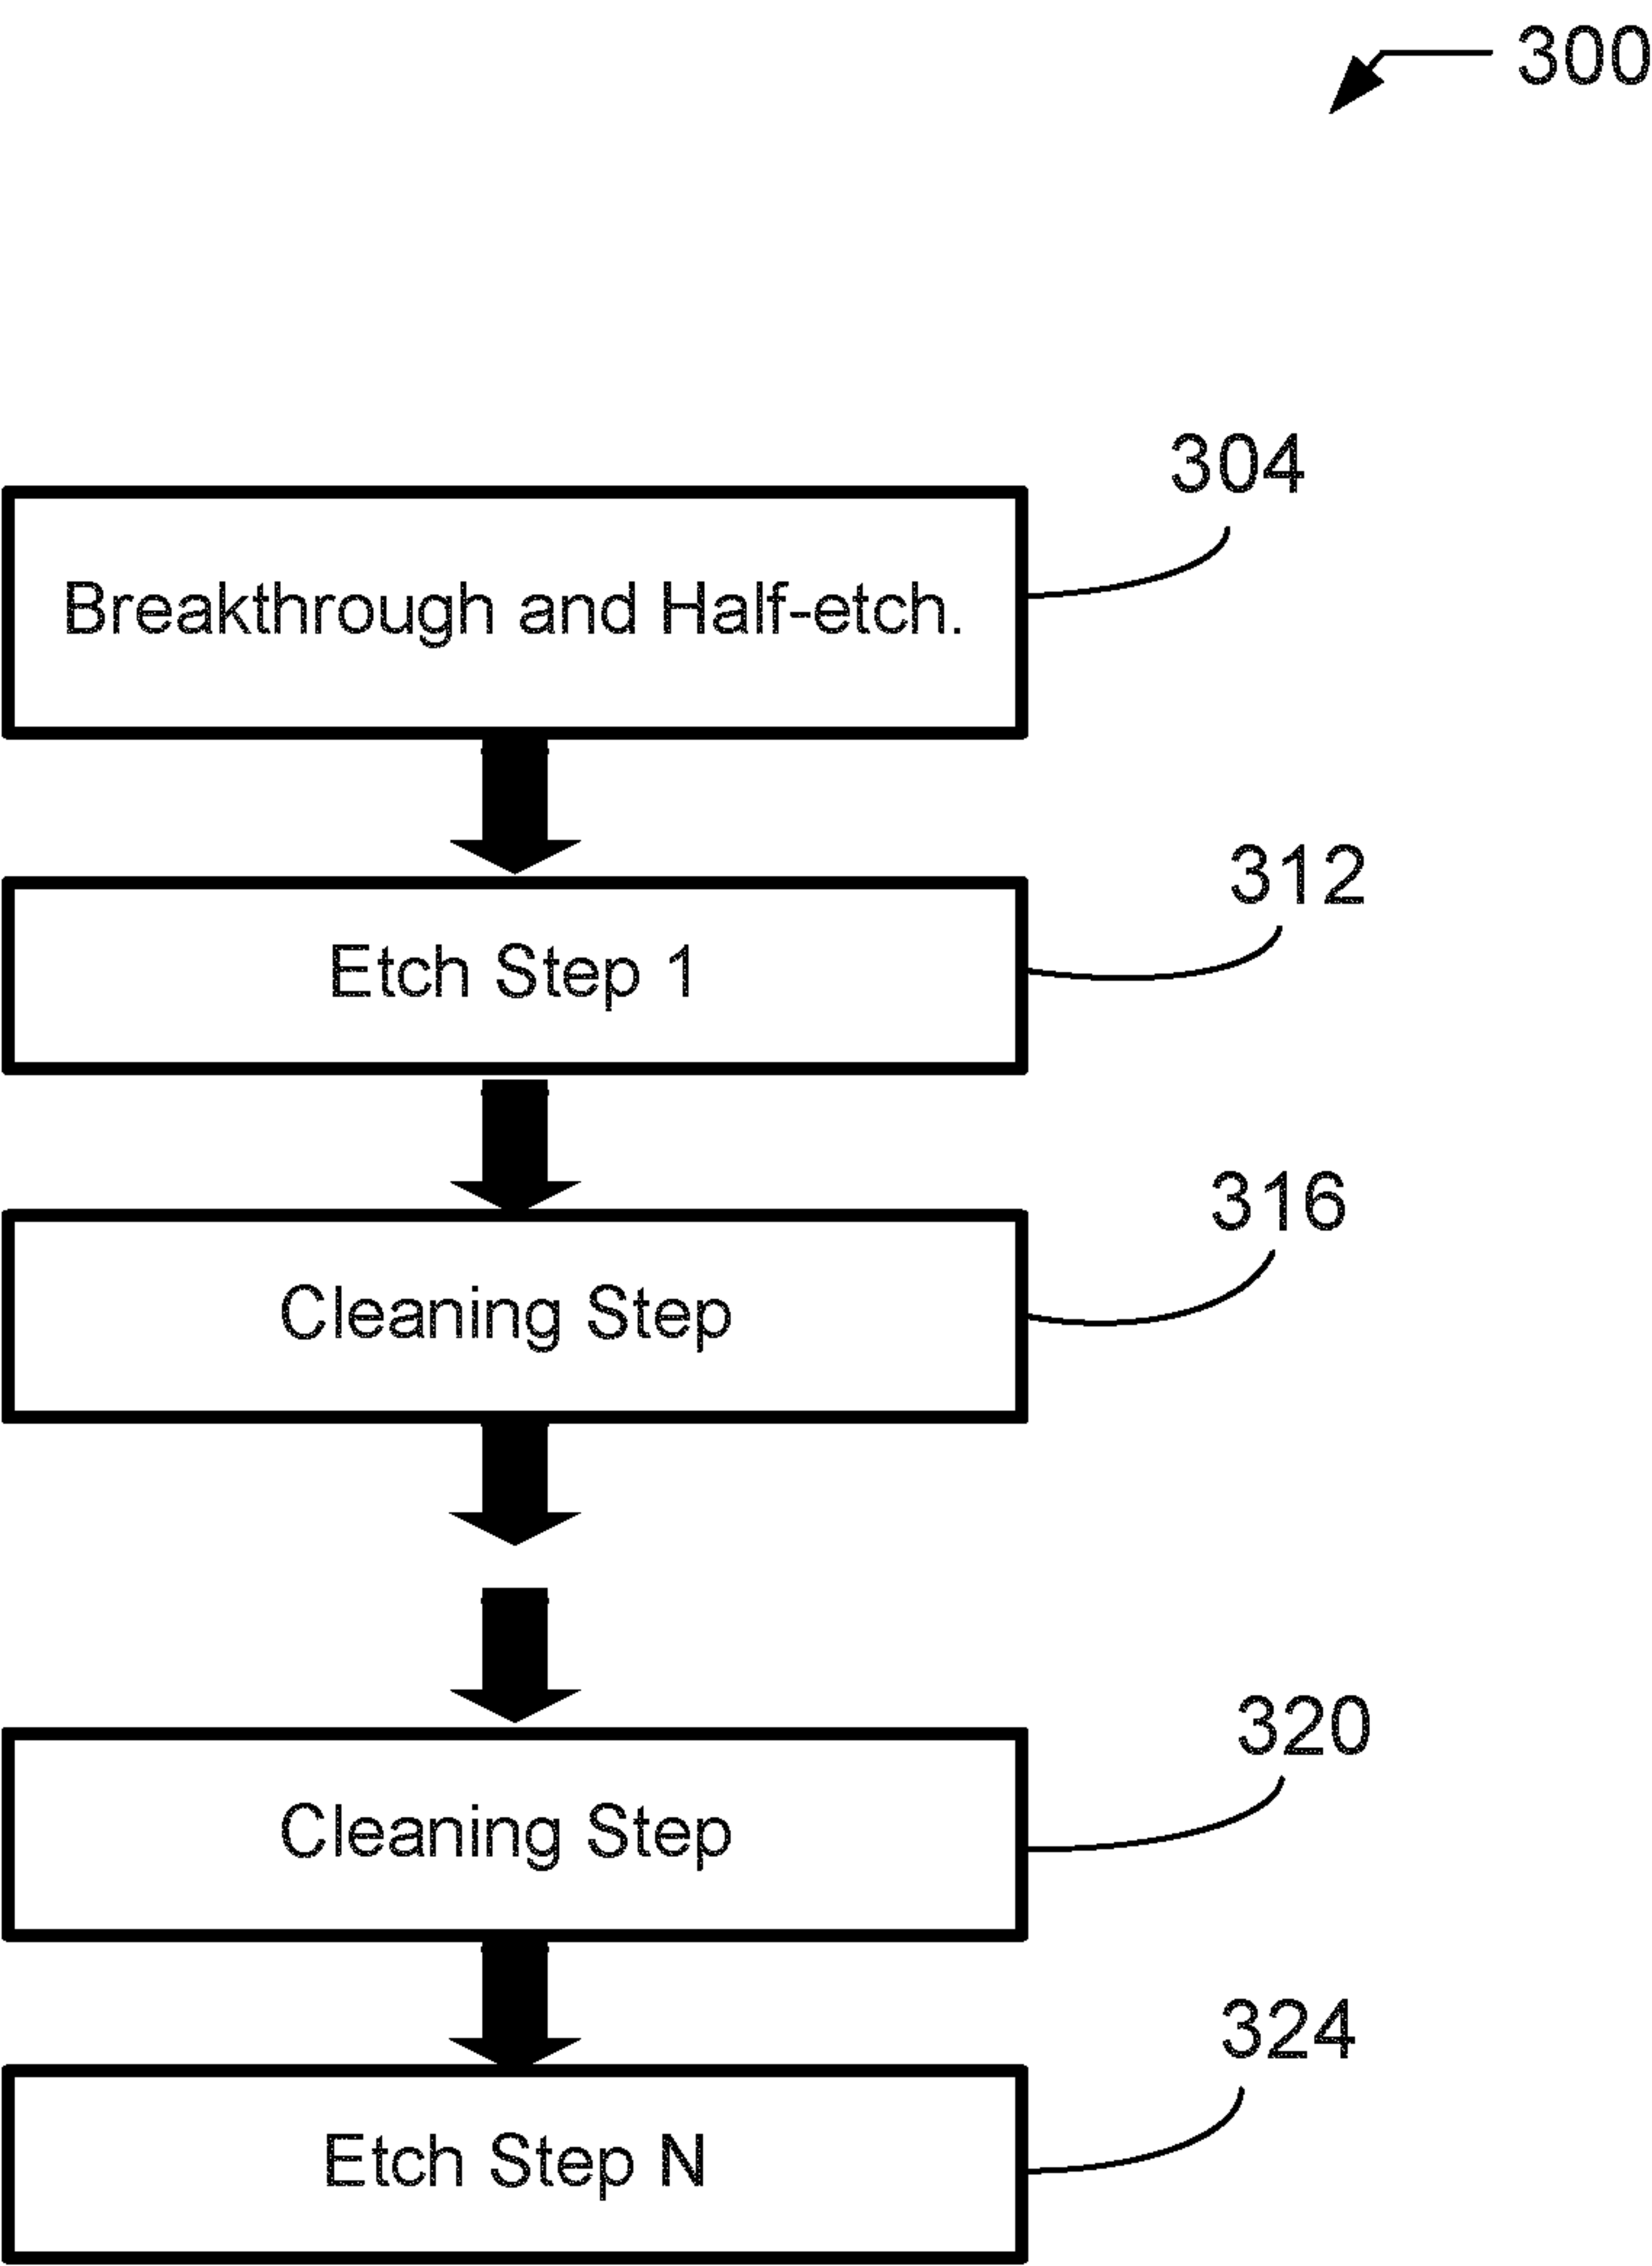 300
304
Breakthrough and Half-etch.
312
Etch Step 1
316
Cleaning Step
320
Cleaning Step
324
Etch Step N